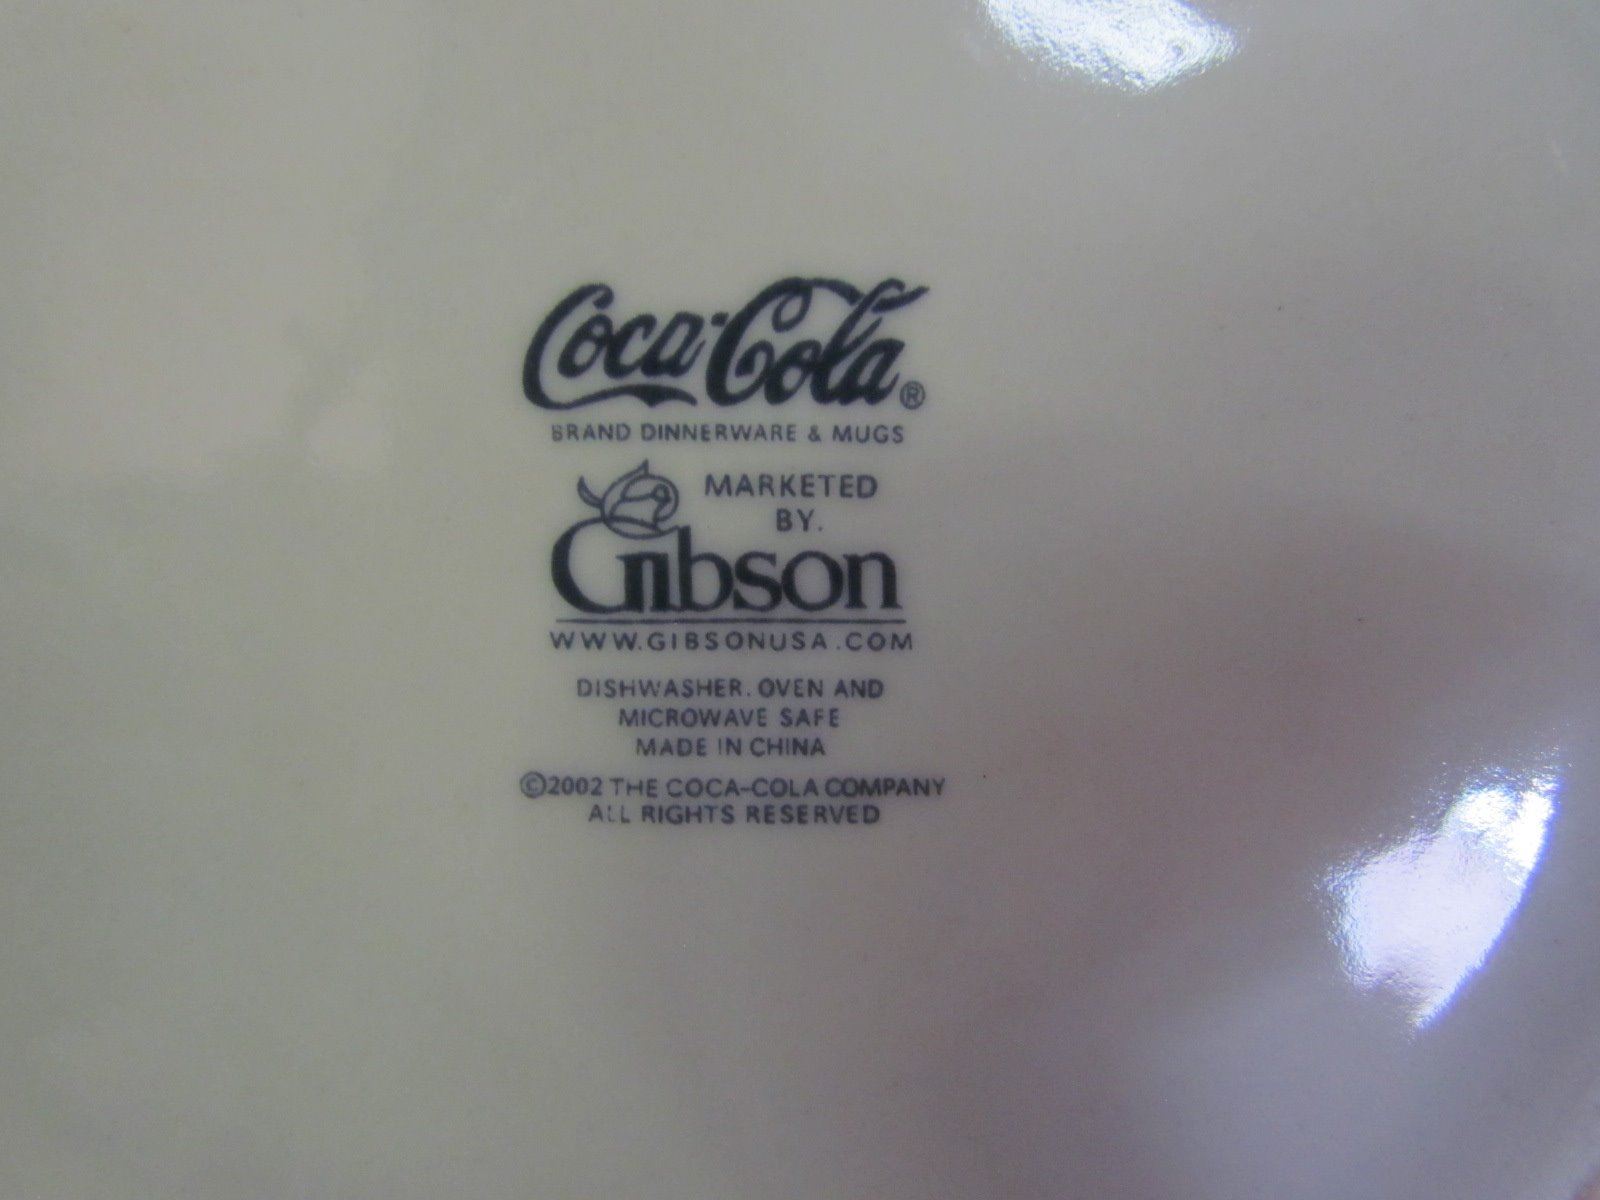 Coca-Cola®
BRAND DINNERWARE & MUGS
MARKETED
BY.
Gibson
WWW.GIBSONUSA.COM
DISHWASHER. OVEN AND
MICROWAVE SAFE
MADE IN CHINA
©2002 THE COCA-COLA COMPANY
ALL RIGHTS RESERVED